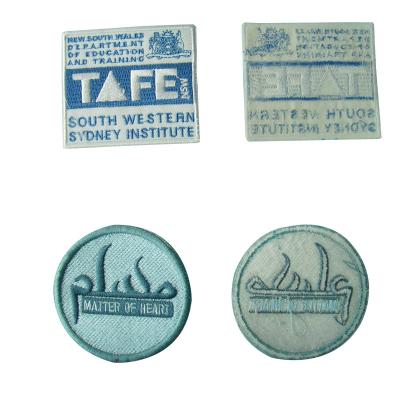 NEW SOUTH WALES
DEPARTMENT
OF EDUCATION
AND TRAINING
TAFE
NSW
SOUTH WESTERN
SYDNEY INSTITUTE
MATTER OF HEART